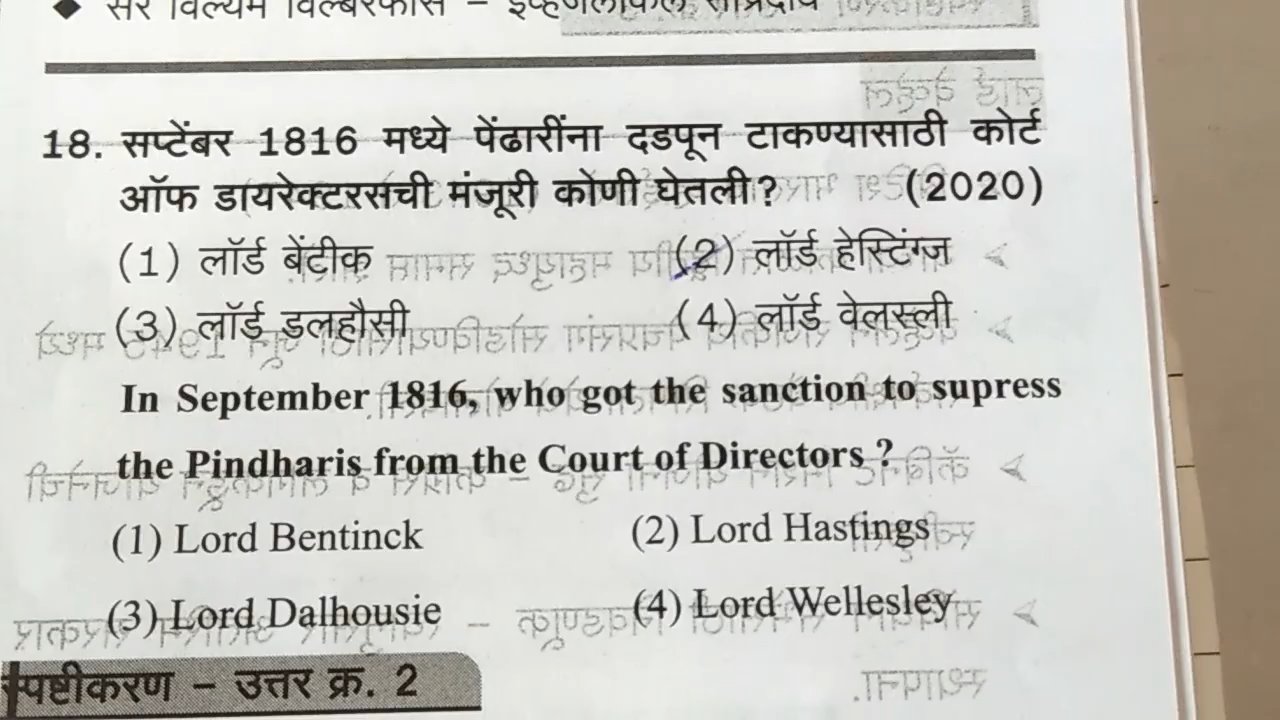 ◆ सर विल्यम विल्बरफोर्स –
18. सप्टेंबर 1816 मध्ये पेंढारींना दडपून टाकण्यासाठी कोर्ट
ऑफ डायरेक्टरसची मंजूरी कोणी घेतली? (2020)
(1) लॉर्ड बेंटीक (2) लॉर्ड हेस्टिंग्ज
(3) लॉर्ड डलहौसी (4) लॉर्ड वेलस्ली
In September 1816, who got the sanction to supress
the Pindharis from the Court of Directors ?
(1) Lord Bentinck (2) Lord Hastings
(3) Lord Dalhousie (4) Lord Wellesley
स्पष्टीकरण – उत्तर क्र. 2